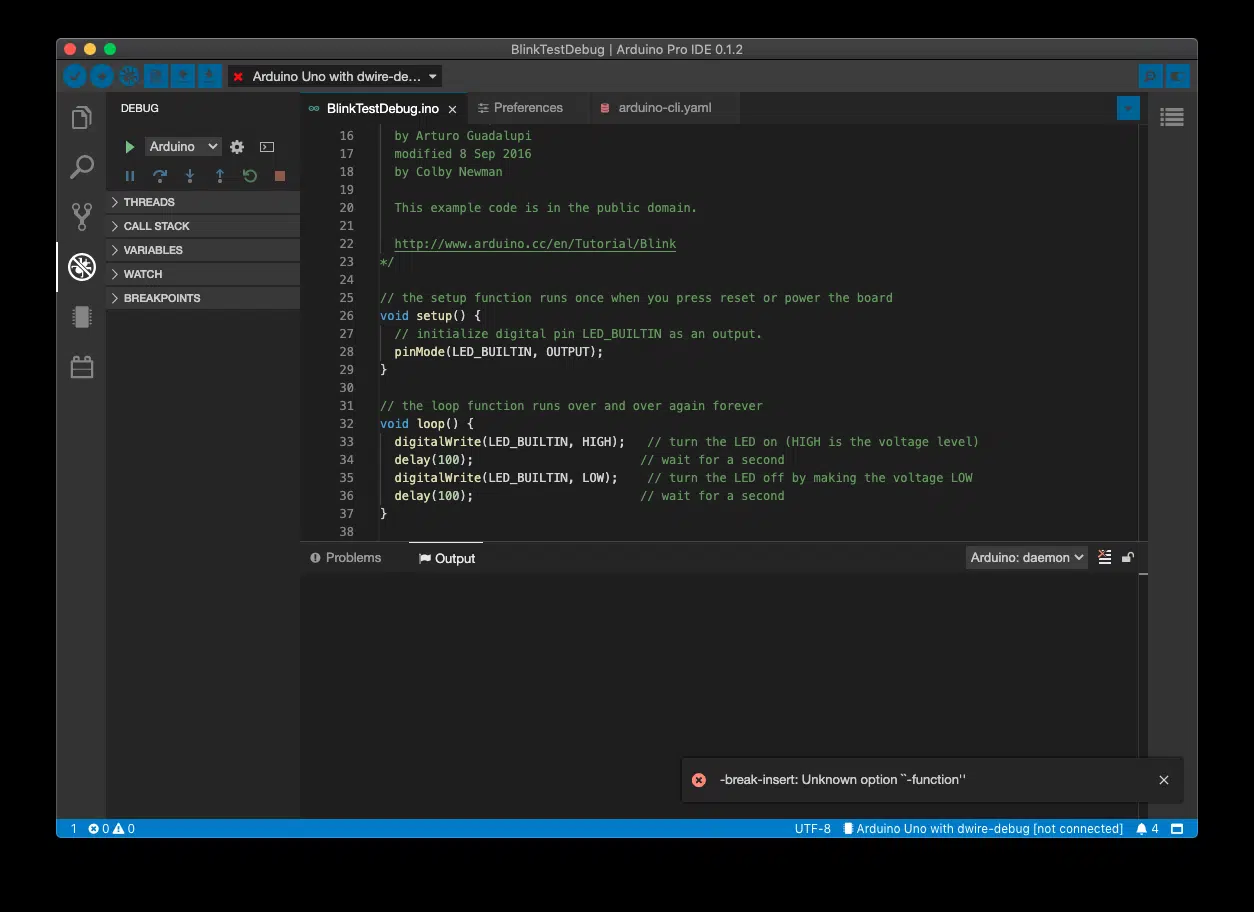 BlinkTestDebug | Arduino Pro IDE 0.1.2
Arduino Uno with dwire-de...
DEBUG
BlinkTestDebug.ino
Preferences
arduino-cli.yaml
Arduino
THREADS
CALL STACK
VARIABLES
WATCH
BREAKPOINTS
16 by Arturo Guadalupi
17 modified 8 Sep 2016
18 by Colby Newman
19
20 This example code is in the public domain.
21
22 http://www.arduino.cc/en/Tutorial/Blink
23 */
24
25 // the setup function runs once when you press reset or power the board
26 void setup() {
27 // initialize digital pin LED_BUILTIN as an output.
28 pinMode(LED_BUILTIN, OUTPUT);
29 }
30
31 // the loop function runs over and over again forever
32 void loop() {
33 digitalWrite(LED_BUILTIN, HIGH); // turn the LED on (HIGH is the voltage level)
34 delay(100); // wait for a second
35 digitalWrite(LED_BUILTIN, LOW); // turn the LED off by making the voltage LOW
36 delay(100); // wait for a second
37 }
38
Problems
Output
Arduino: daemon
-break-insert: Unknown option ``-function''
1 0 0
UTF-8 Arduino Uno with dwire-debug [not connected] 4